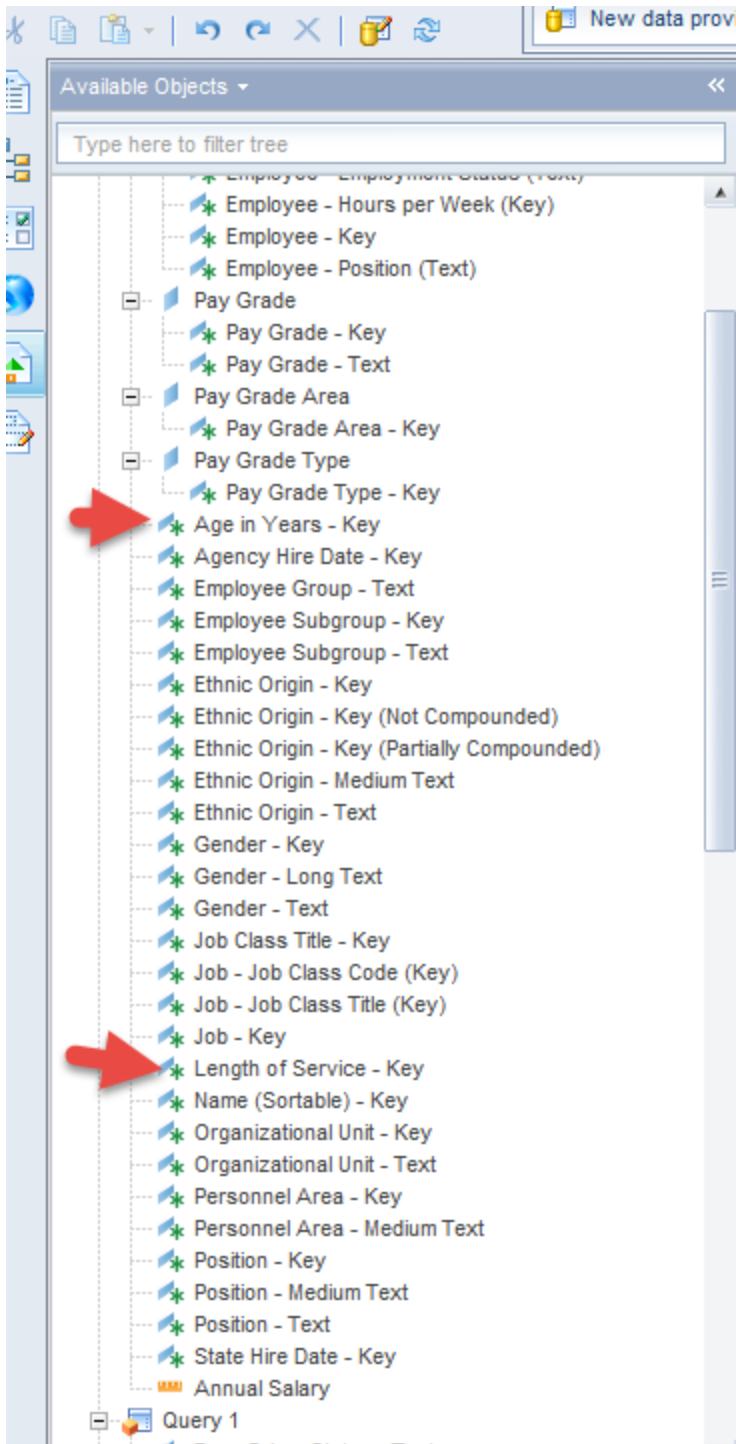 New data provi
Available Objects
Type here to filter tree
Employee - Employment Status (Text)
Employee - Hours per Week (Key)
Employee - Key
Employee - Position (Text)
Pay Grade
Pay Grade - Key
Pay Grade - Text
Pay Grade Area
Pay Grade Area - Key
Pay Grade Type
Pay Grade Type - Key
Age in Years - Key
Agency Hire Date - Key
Employee Group - Text
Employee Subgroup - Key
Employee Subgroup - Text
Ethnic Origin - Key
Ethnic Origin - Key (Not Compounded)
Ethnic Origin - Key (Partially Compounded)
Ethnic Origin - Medium Text
Ethnic Origin - Text
Gender - Key
Gender - Long Text
Gender - Text
Job Class Title - Key
Job - Job Class Code (Key)
Job - Job Class Title (Key)
Job - Key
Length of Service - Key
Name (Sortable) - Key
Organizational Unit - Key
Organizational Unit - Text
Personnel Area - Key
Personnel Area - Medium Text
Position - Key
Position - Medium Text
Position - Text
State Hire Date - Key
Annual Salary
Query 1